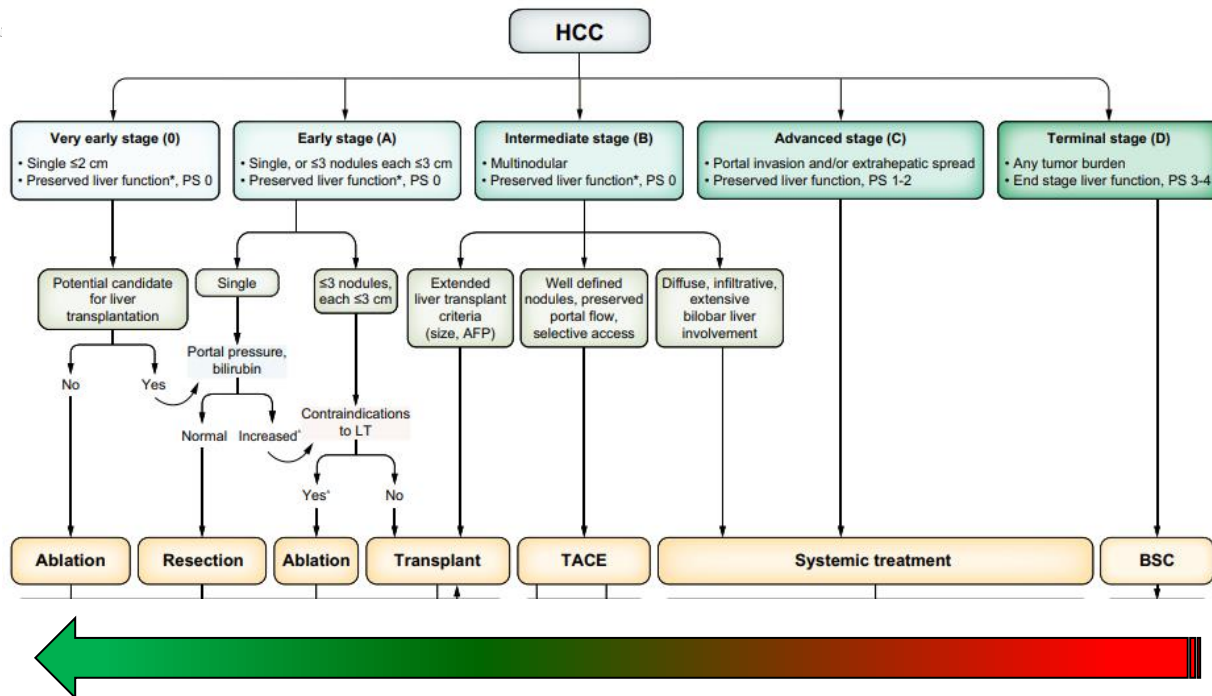 HCC
Very early stage (0)
• Single ≤2 cm
• Preserved liver function*, PS 0
Early stage (A)
• Single, or ≤3 nodules each ≤3 cm
• Preserved liver function*, PS 0
Intermediate stage (B)
• Multinodular
• Preserved liver function*, PS 0
Advanced stage (C)
• Portal invasion and/or extrahepatic spread
• Preserved liver function, PS 1-2
Terminal stage (D)
• Any tumor burden
• End stage liver function, PS 3-4
Potential candidate
for liver
transplantation
Single
≤3 nodules,
each ≤3 cm
Extended
liver transplant
criteria
(size, AFP)
Well defined
nodules, preserved
portal flow,
selective access
Diffuse, infiltrative,
extensive
bilobar liver
involvement
Portal pressure,
bilirubin
No
Yes
Contraindications
to LT
Normal
Increased
Yes
No
Ablation
Resection
Ablation
Transplant
TACE
Systemic treatment
BSC